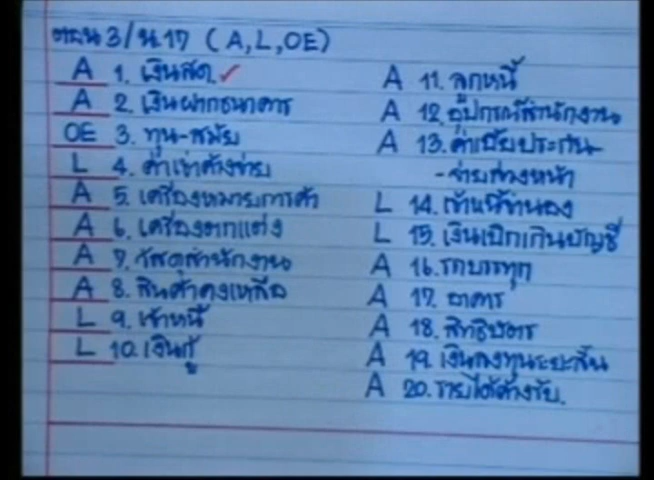 ตอน 3/น.17 (A,L,OE)
A 1. เงินสด ✓
A 2. เงินฝากธนาคาร
OE 3. ทุน-สมัย
L 4. ค่าเช่าค้างจ่าย
A 5. เครื่องหมายการค้า
A 6. เครื่องตกแต่ง
A 7. วัสดุสำนักงาน
A 8. สินค้าคงเหลือ
L 9. เจ้าหนี้
L 10. เงินกู้
A 11. ลูกหนี้
A 12. อุปกรณ์สำนักงาน
A 13. ค่าเบี้ยประกัน-
-จ่ายล่วงหน้า
L 14. เจ้าหนี้จำนอง
L 15. เงินเบิกเกินบัญชี
A 16. รถบรรทุก
A 17. อาคาร
A 18. สิทธิบัตร
A 19. เงินลงทุนระยะสั้น
A 20. รายได้ค้างรับ.